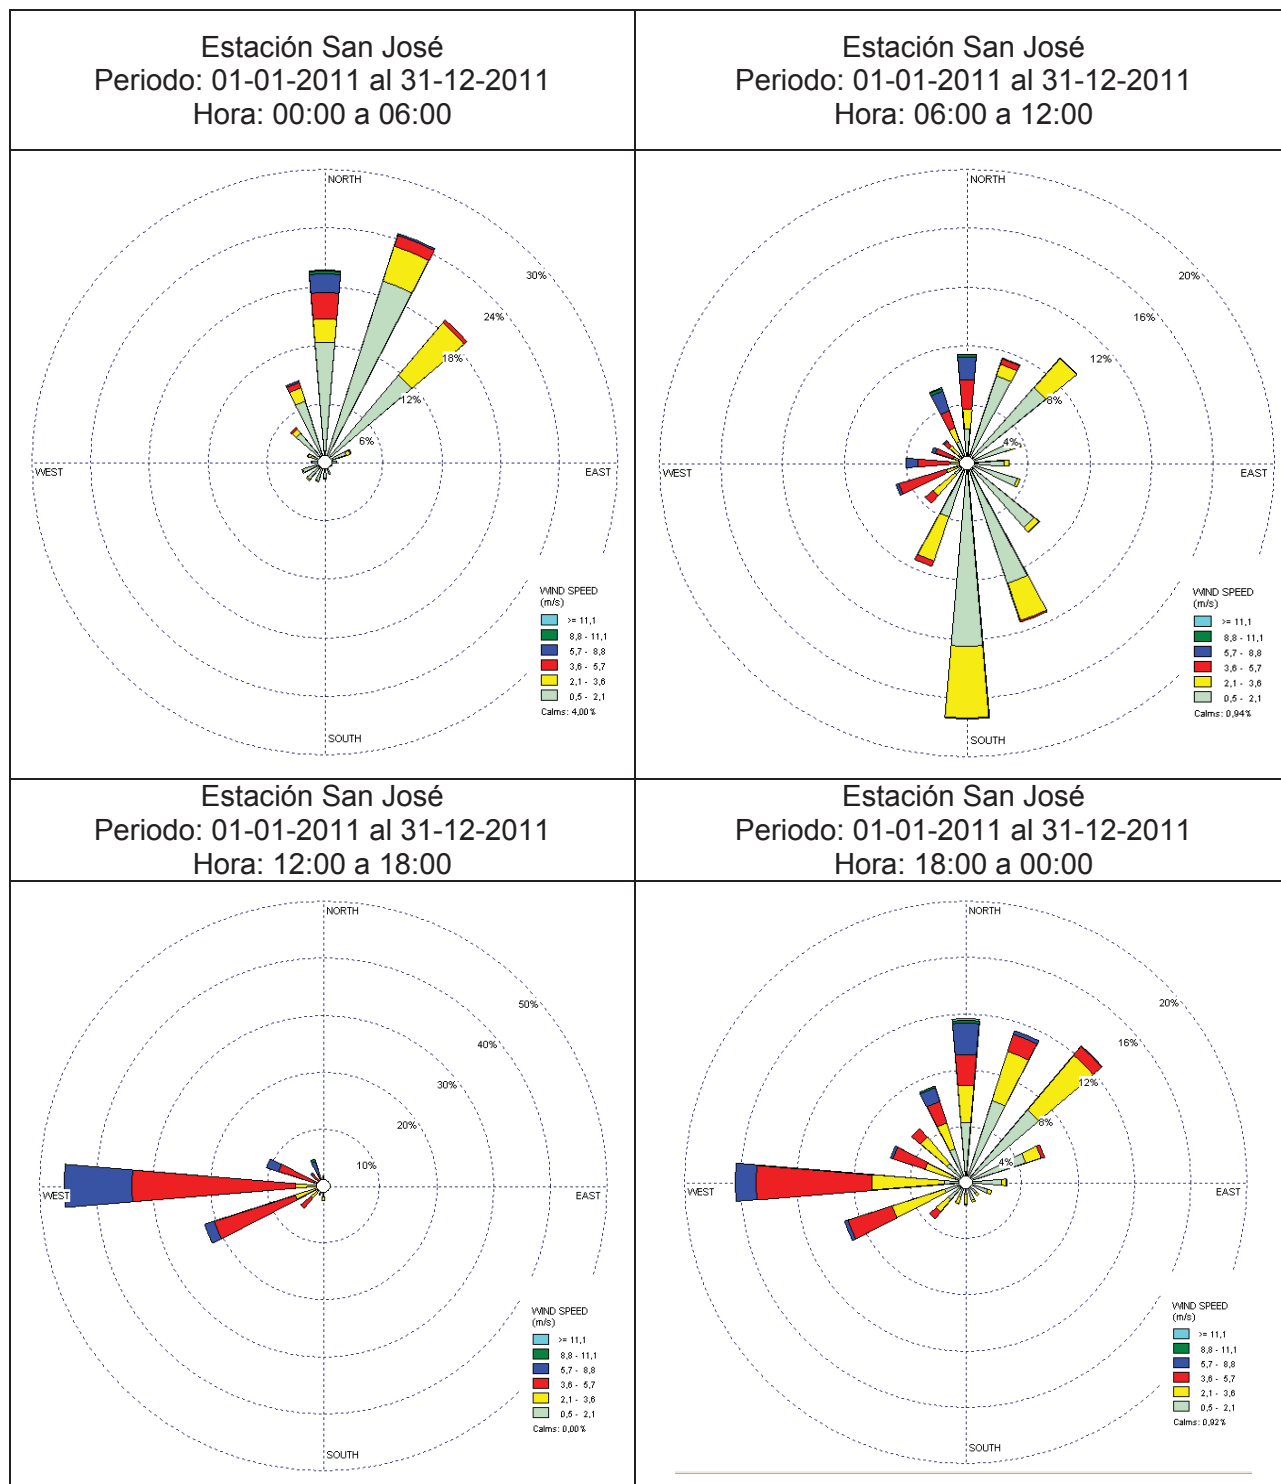 Estación San José
Periodo: 01-01-2011 al 31-12-2011
Hora: 00:00 a 06:00
Estación San José
Periodo: 01-01-2011 al 31-12-2011
Hora: 06:00 a 12:00
NORTH
30%
24%
18%
12%
6%
WEST
EAST
WIND SPEED
(m/s)
>= 11,1
8,8 - 11,1
5,7 - 8,8
3,6 - 5,7
2,1 - 3,6
0,5 - 2,1
Calms: 4,00%
SOUTH
NORTH
20%
16%
12%
8%
4%
WEST
EAST
WIND SPEED
(m/s)
>= 11,1
8,8 - 11,1
5,7 - 8,8
3,6 - 5,7
2,1 - 3,6
0,5 - 2,1
Calms: 0,94%
SOUTH
Estación San José
Periodo: 01-01-2011 al 31-12-2011
Hora: 12:00 a 18:00
Estación San José
Periodo: 01-01-2011 al 31-12-2011
Hora: 18:00 a 00:00
NORTH
50%
40%
30%
20%
10%
WEST
EAST
WIND SPEED
(m/s)
>= 11,1
8,8 - 11,1
5,7 - 8,8
3,6 - 5,7
2,1 - 3,6
0,5 - 2,1
Calms: 0,00%
SOUTH
NORTH
20%
16%
12%
8%
4%
WEST
EAST
WIND SPEED
(m/s)
>= 11,1
8,8 - 11,1
5,7 - 8,8
3,6 - 5,7
2,1 - 3,6
0,5 - 2,1
Calms: 0,92%
SOUTH